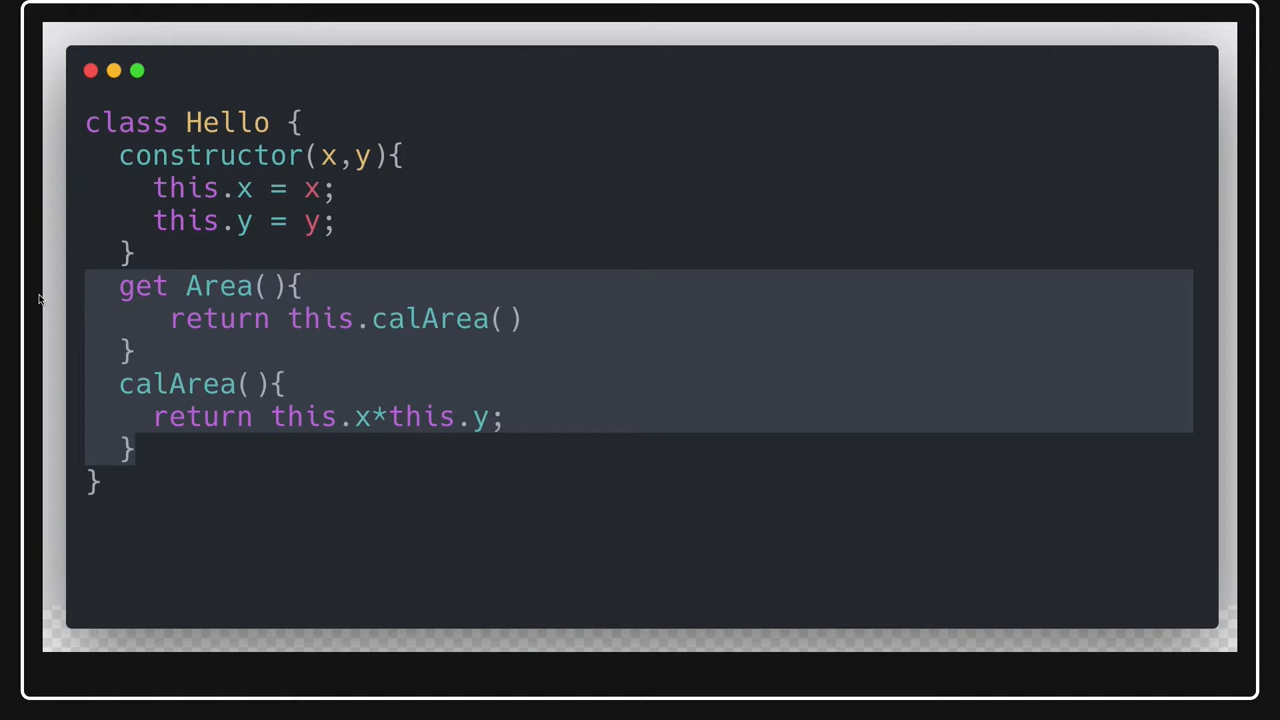 class Hello {
  constructor(x,y){
    this.x = x;
    this.y = y;
  }
  get Area(){
     return this.calArea()
  }
  calArea(){
    return this.x*this.y;
  }
}